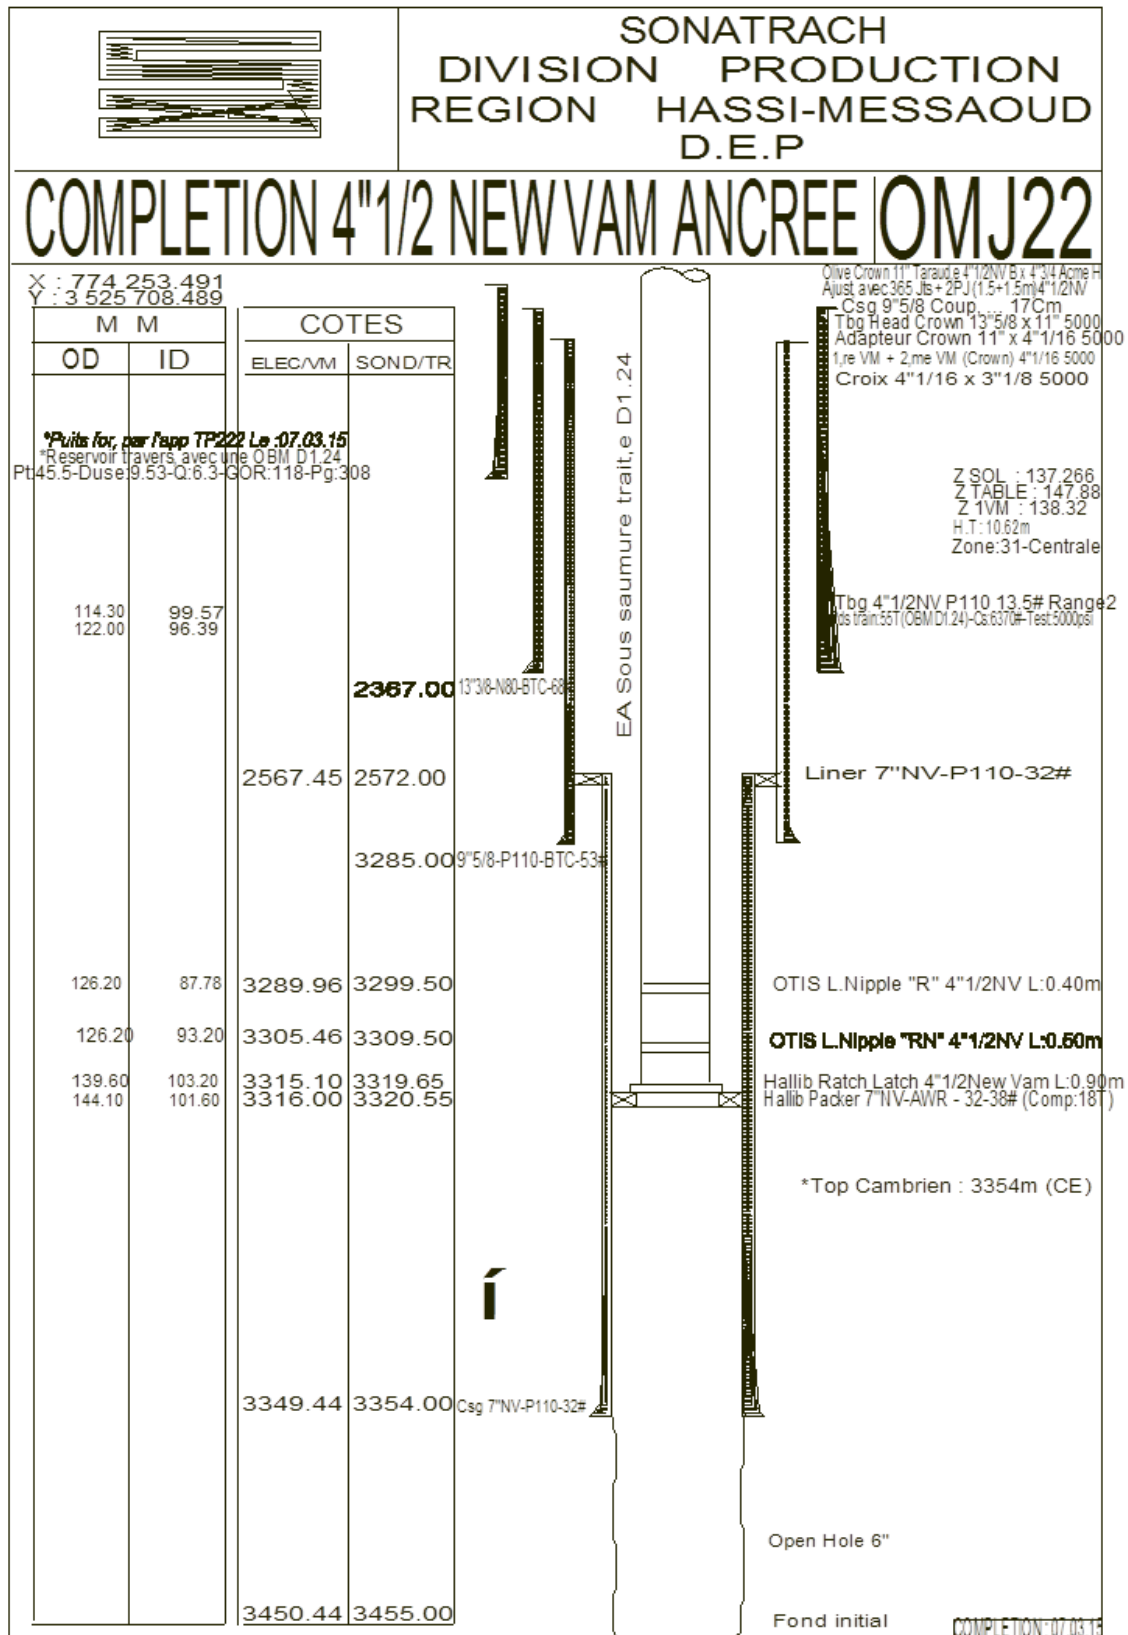 SONATRACH
DIVISION PRODUCTION
REGION HASSI-MESSAOUD
D.E.P
COMPLETION 4"1/2 NEW VAM ANCREE OMJ22
X : 774 253.491
Y : 3 525 708.489
M M
COTES
OD ID ELEC/VM SOND/TR
Olive Crown 11" Taraud,e 4"1/2NV B x 4"3/4 Acme H
Ajust avec 365 Jts + 2PJ (1.5+1.5m)4"1/2NV
Csg 9"5/8 Coup,... 17Cm
Tbg Head Crown 13"5/8 x 11" 5000
Adapteur Crown 11" x 4"1/16 5000
1,re VM + 2,me VM (Crown) 4"1/16 5000
Croix 4"1/16 x 3"1/8 5000
*Puits for, par l'app TP222 Le :07.03.15
*Reservoir travers, avec une OBM D1.24
Pt:45.5-Duse:9.53-Q:6.3-GOR:118-Pg:308
EA Sous saumure trait,e D1.24
Z SOL : 137.266
Z TABLE : 147.88
Z 1VM : 138.32
H.T : 10.62m
Zone:31-Centrale
114.30 99.57
122.00 96.39
Tbg 4"1/2NV P110 13.5# Range2
ds train:55T(OBM D1.24)-Cs:6370#-Test:5000psi
2367.00 13"3/8-N80-BTC-68#
2567.45 2572.00
Liner 7"NV-P110-32#
3285.00 9"5/8-P110-BTC-53#
126.20 87.78 3289.96 3299.50
OTIS L.Nipple "R" 4"1/2NV L:0.40m
126.20 93.20 3305.46 3309.50
OTIS L.Nipple "RN" 4"1/2NV L:0.50m
139.60 103.20 3315.10 3319.65
Hallib Ratch Latch 4"1/2New Vam L:0.90m
144.10 101.60 3316.00 3320.55
Hallib Packer 7"NV-AWR - 32-38# (Comp:18T)
*Top Cambrien : 3354m (CE)
í
3349.44 3354.00 Csg 7"NV-P110-32#
Open Hole 6"
3450.44 3455.00
Fond initial
COMPLETION : 07.03.15